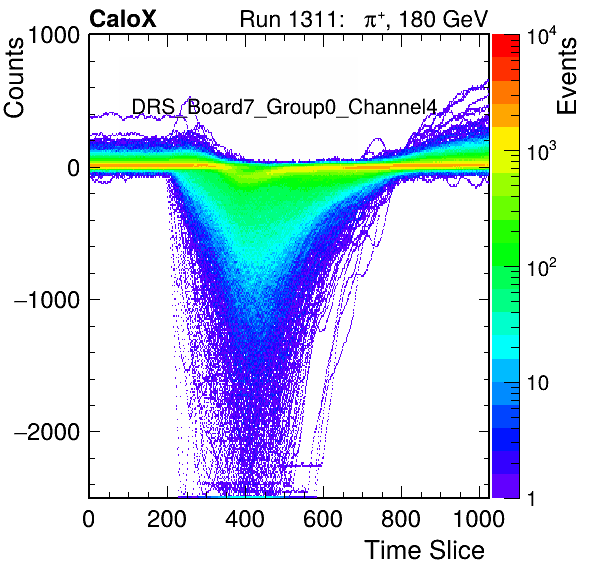 CaloX Run 1311: π⁺, 180 GeV
DRS_Board7_Group0_Channel4
Counts
1000
0
−1000
−2000
0 200 400 600 800 1000
Time Slice
Events
10⁴
10³
10²
10
1